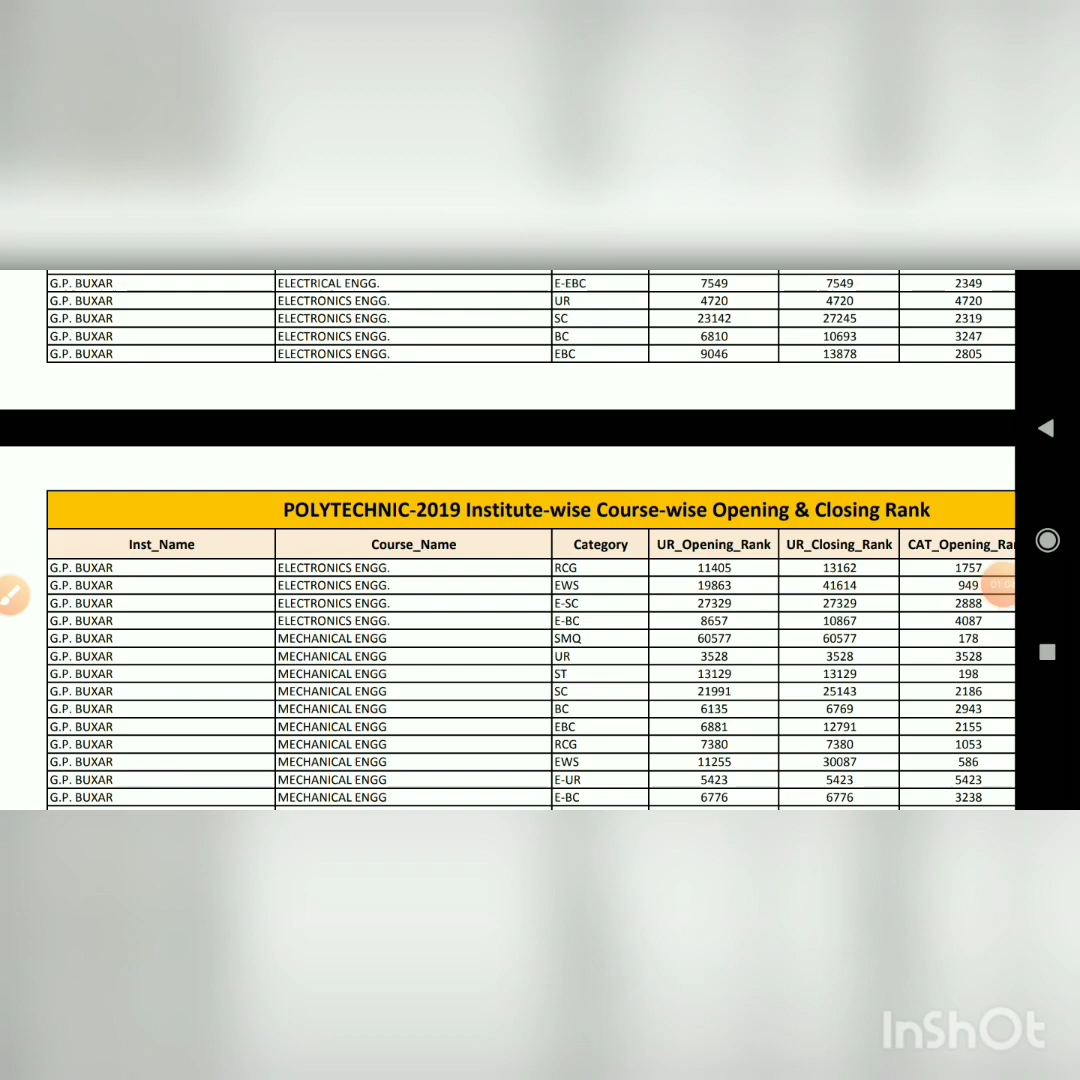 G.P. BUXAR ELECTRICAL ENGG. E-EBC 7549 7549 2349
G.P. BUXAR ELECTRONICS ENGG. UR 4720 4720 4720
G.P. BUXAR ELECTRONICS ENGG. SC 23142 27245 2319
G.P. BUXAR ELECTRONICS ENGG. BC 6810 10693 3247
G.P. BUXAR ELECTRONICS ENGG. EBC 9046 13878 2805
POLYTECHNIC-2019 Institute-wise Course-wise Opening & Closing Rank
Inst_Name Course_Name Category UR_Opening_Rank UR_Closing_Rank CAT_Opening_Ra
G.P. BUXAR ELECTRONICS ENGG. RCG 11405 13162 1757
G.P. BUXAR ELECTRONICS ENGG. EWS 19863 41614 949
G.P. BUXAR ELECTRONICS ENGG. E-SC 27329 27329 2888
G.P. BUXAR ELECTRONICS ENGG. E-BC 8657 10867 4087
G.P. BUXAR MECHANICAL ENGG SMQ 60577 60577 178
G.P. BUXAR MECHANICAL ENGG UR 3528 3528 3528
G.P. BUXAR MECHANICAL ENGG ST 13129 13129 198
G.P. BUXAR MECHANICAL ENGG SC 21991 25143 2186
G.P. BUXAR MECHANICAL ENGG BC 6135 6769 2943
G.P. BUXAR MECHANICAL ENGG EBC 6881 12791 2155
G.P. BUXAR MECHANICAL ENGG RCG 7380 7380 1053
G.P. BUXAR MECHANICAL ENGG EWS 11255 30087 586
G.P. BUXAR MECHANICAL ENGG E-UR 5423 5423 5423
G.P. BUXAR MECHANICAL ENGG E-BC 6776 6776 3238
InShOt